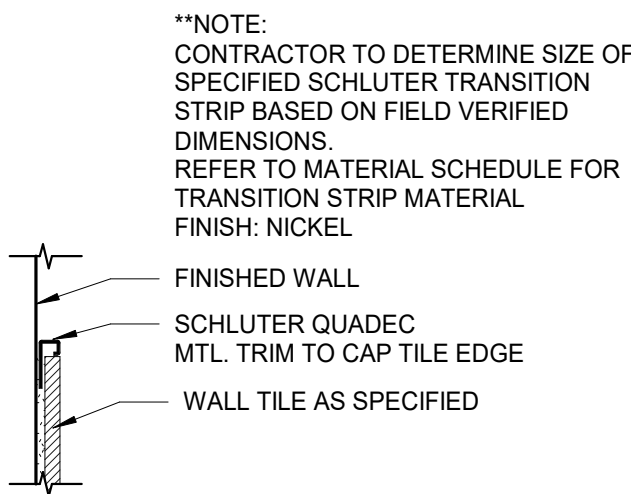 **NOTE:
CONTRACTOR TO DETERMINE SIZE OF
SPECIFIED SCHLUTER TRANSITION
STRIP BASED ON FIELD VERIFIED
DIMENSIONS.
REFER TO MATERIAL SCHEDULE FOR
TRANSITION STRIP MATERIAL
FINISH: NICKEL
FINISHED WALL
SCHLUTER QUADEC
MTL. TRIM TO CAP TILE EDGE
WALL TILE AS SPECIFIED